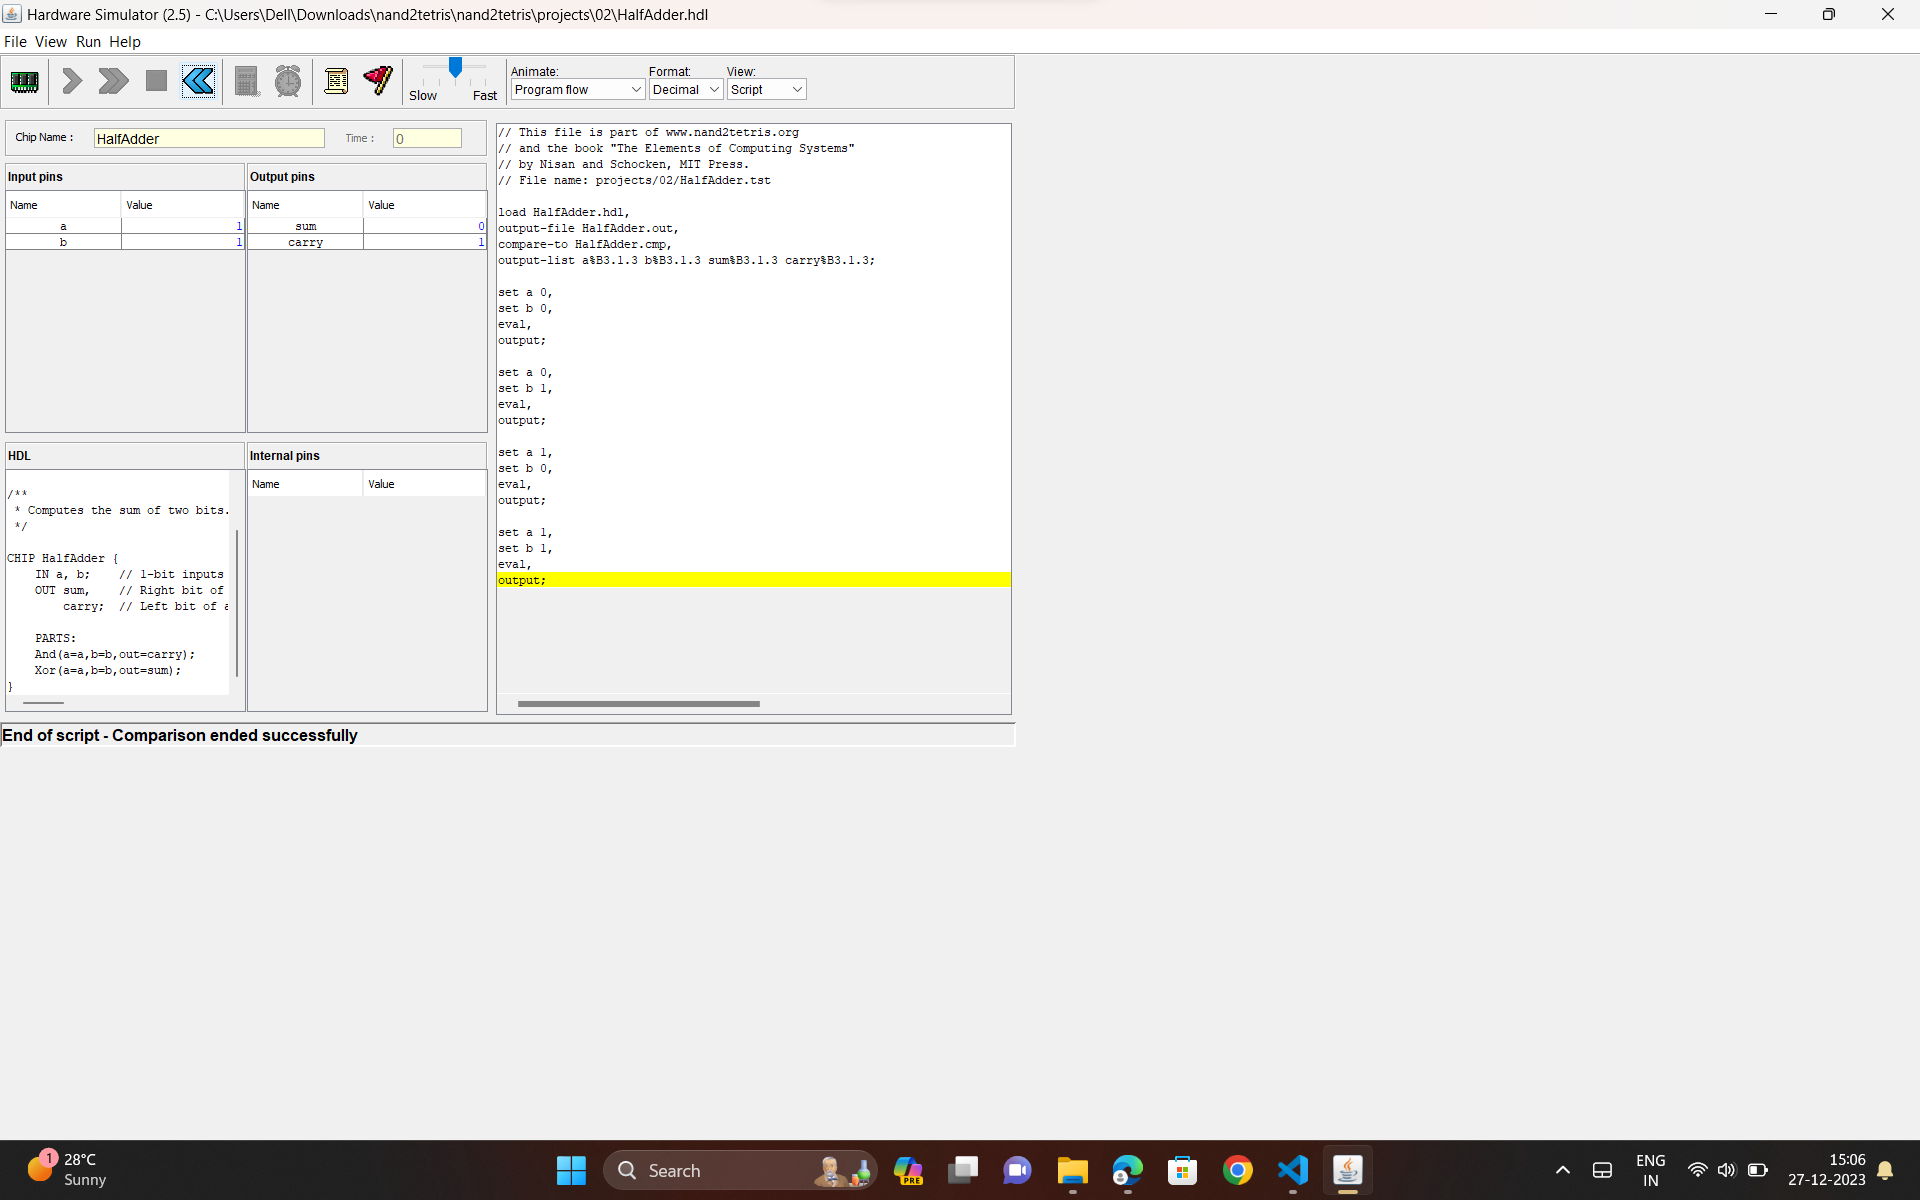 Hardware Simulator (2.5) - C:\Users\Dell\Downloads\nand2tetris\nand2tetris\projects\02\HalfAdder.hdl
File View Run Help
Slow Fast
Animate: Format: View:
Program flow Decimal Script
Chip Name : HalfAdder Time : 0
Input pins
Name Value
a 1
b 1
Output pins
Name Value
sum 0
carry 1
HDL
/**
* Computes the sum of two bits.
*/
CHIP HalfAdder {
IN a, b; // 1-bit inputs
OUT sum, // Right bit of
carry; // Left bit of a
PARTS:
And(a=a,b=b,out=carry);
Xor(a=a,b=b,out=sum);
}
Internal pins
Name Value
// This file is part of www.nand2tetris.org
// and the book "The Elements of Computing Systems"
// by Nisan and Schocken, MIT Press.
// File name: projects/02/HalfAdder.tst
load HalfAdder.hdl,
output-file HalfAdder.out,
compare-to HalfAdder.cmp,
output-list a%B3.1.3 b%B3.1.3 sum%B3.1.3 carry%B3.1.3;
set a 0,
set b 0,
eval,
output;
set a 0,
set b 1,
eval,
output;
set a 1,
set b 0,
eval,
output;
set a 1,
set b 1,
eval,
output;
End of script - Comparison ended successfully
1
28°C
Sunny
Search
PRE
ENG
IN
15:06
27-12-2023